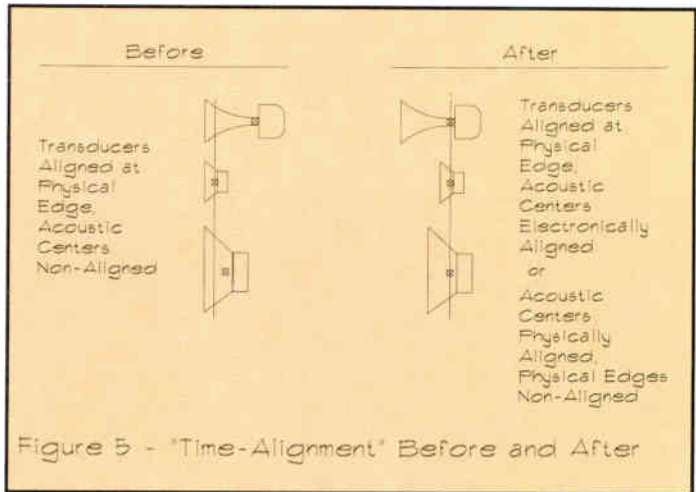 Before
After
Transducers
Aligned at
Physical
Edge,
Acoustic
Centers
Non-Aligned
Transducers
Aligned at
Physical
Edge,
Acoustic
Centers
Electronically
Aligned
or
Acoustic
Centers
Physically
Aligned,
Physical Edges
Non-Aligned
Figure 5 - "Time-Alignment" Before and After